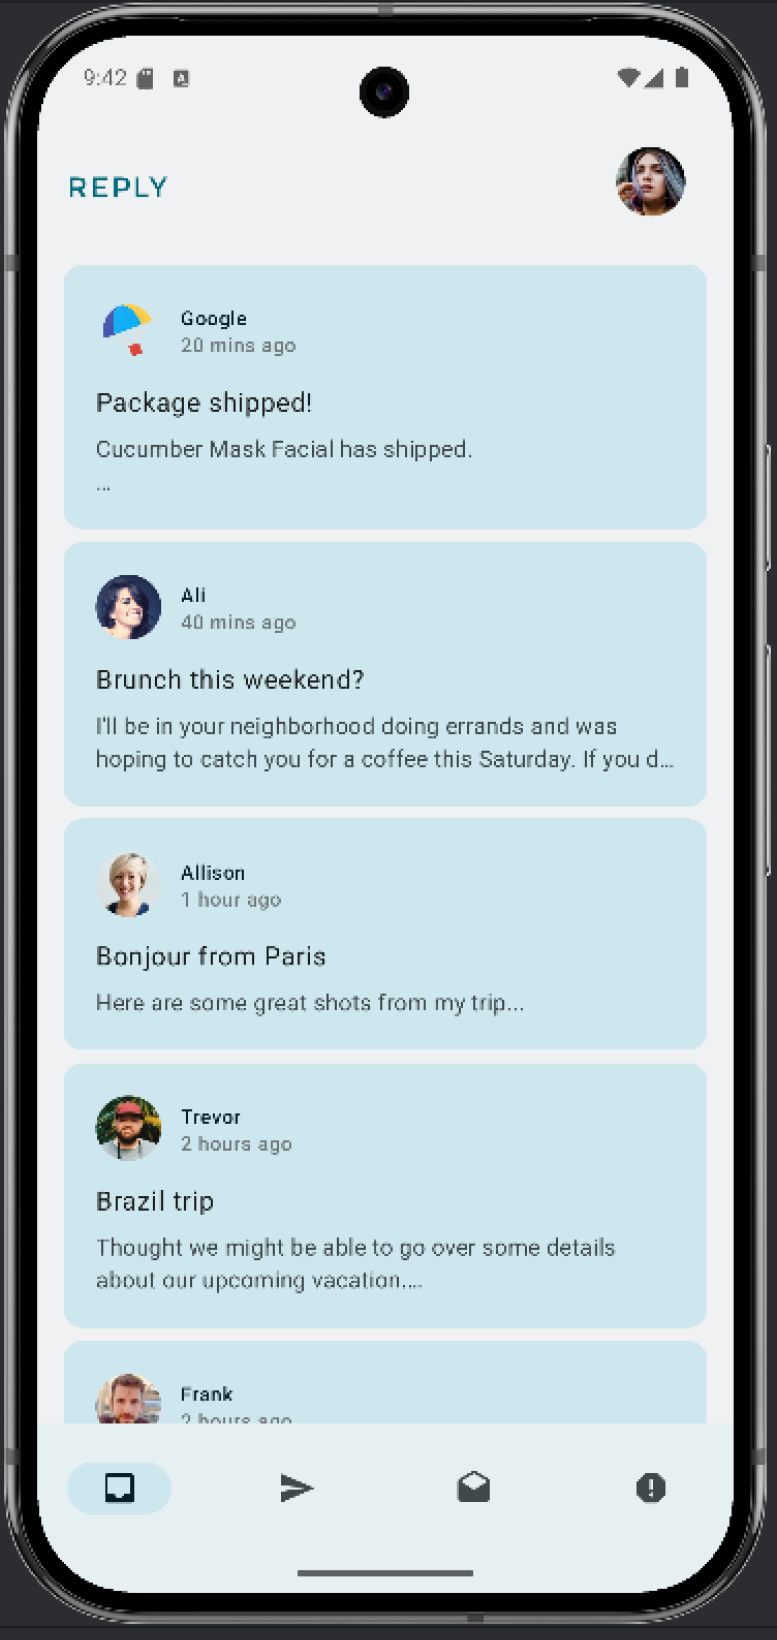 9:42
REPLY
Google
20 mins ago
Package shipped!
Cucumber Mask Facial has shipped.
...
Ali
40 mins ago
Brunch this weekend?
I'll be in your neighborhood doing errands and was
hoping to catch you for a coffee this Saturday. If you d...
Allison
1 hour ago
Bonjour from Paris
Here are some great shots from my trip...
Trevor
2 hours ago
Brazil trip
Thought we might be able to go over some details
about our upcoming vacation....
Frank
2 hours ago